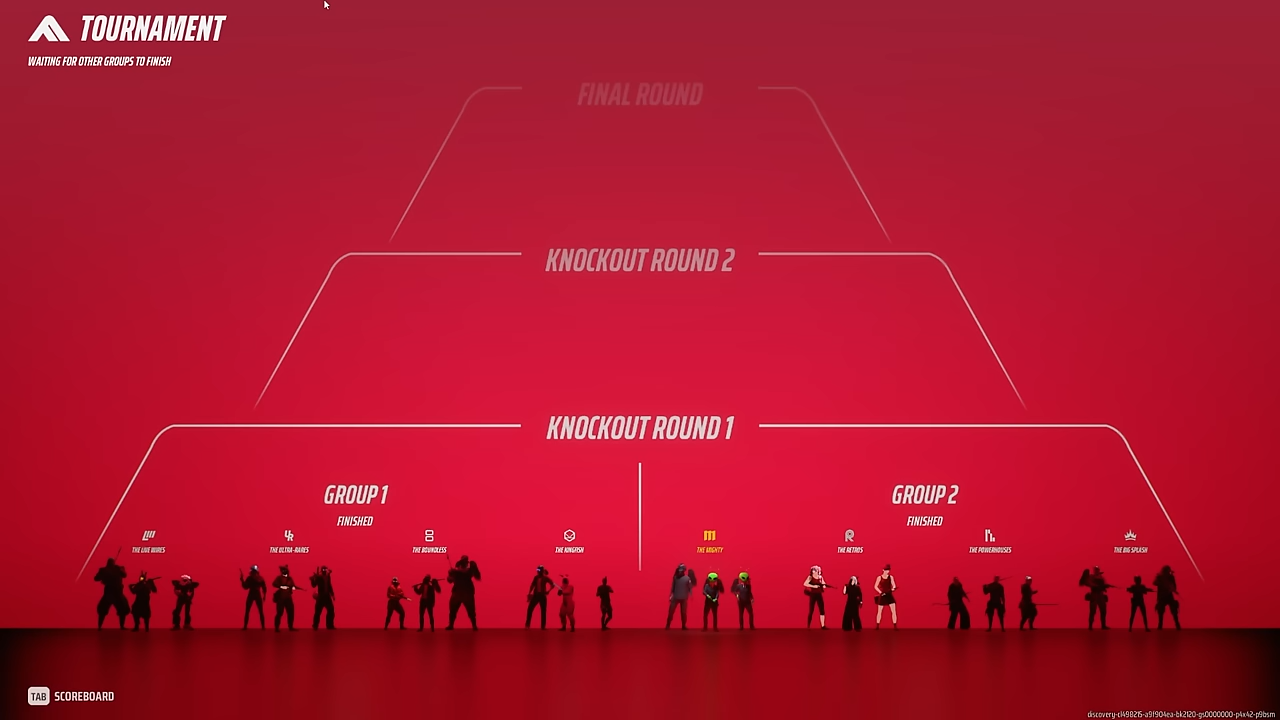 TOURNAMENT
WAITING FOR OTHER GROUPS TO FINISH
FINAL ROUND
KNOCKOUT ROUND 2
KNOCKOUT ROUND 1
GROUP 1
FINISHED
GROUP 2
FINISHED
THE LIVE WIRES
THE ULTRA-RARES
THE BOUNDLESS
THE KINGFISH
THE MIGHTY
THE RETROS
THE POWERHOUSES
THE BIG SPLASH
TAB SCOREBOARD